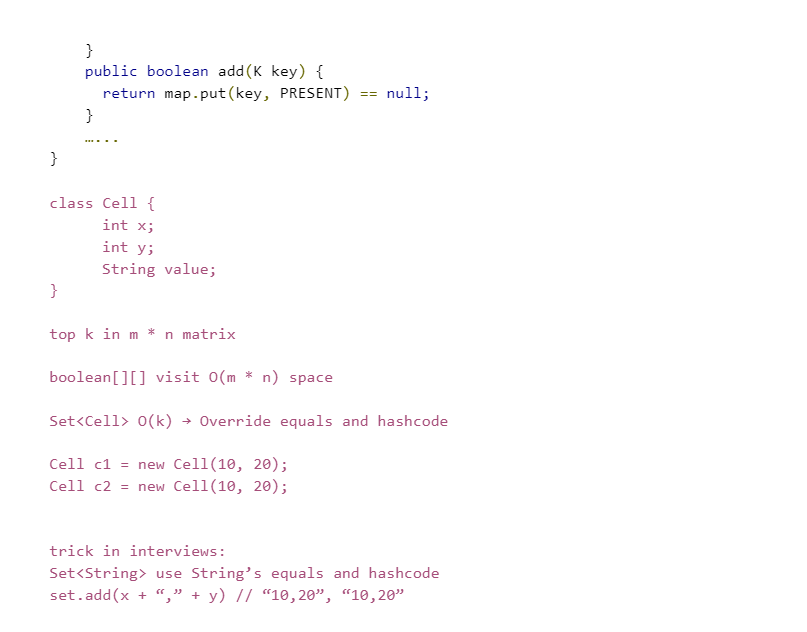 }
public boolean add(K key) {
return map.put(key, PRESENT) == null;
}
…...
}
class Cell {
int x;
int y;
String value;
}
top k in m * n matrix
boolean[][] visit O(m * n) space
Set<Cell> O(k) → Override equals and hashcode
Cell c1 = new Cell(10, 20);
Cell c2 = new Cell(10, 20);
trick in interviews:
Set<String> use String’s equals and hashcode
set.add(x + “,” + y) // “10,20”, “10,20”